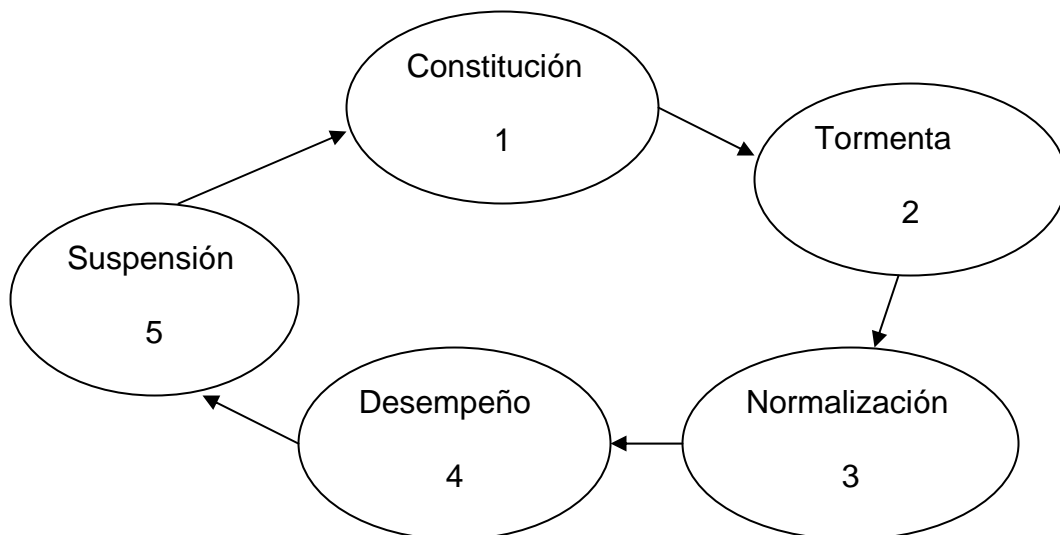 Constitución
1
Tormenta
2
Normalización
3
Desempeño
4
Suspensión
5